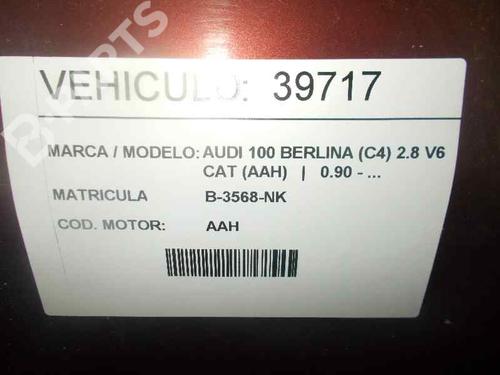 VEHICULO: 39717
MARCA / MODELO: AUDI 100 BERLINA (C4) 2.8 V6
CAT (AAH) | 0.90 - ...
MATRICULA B-3568-NK
COD. MOTOR: AAH
B-PARTS